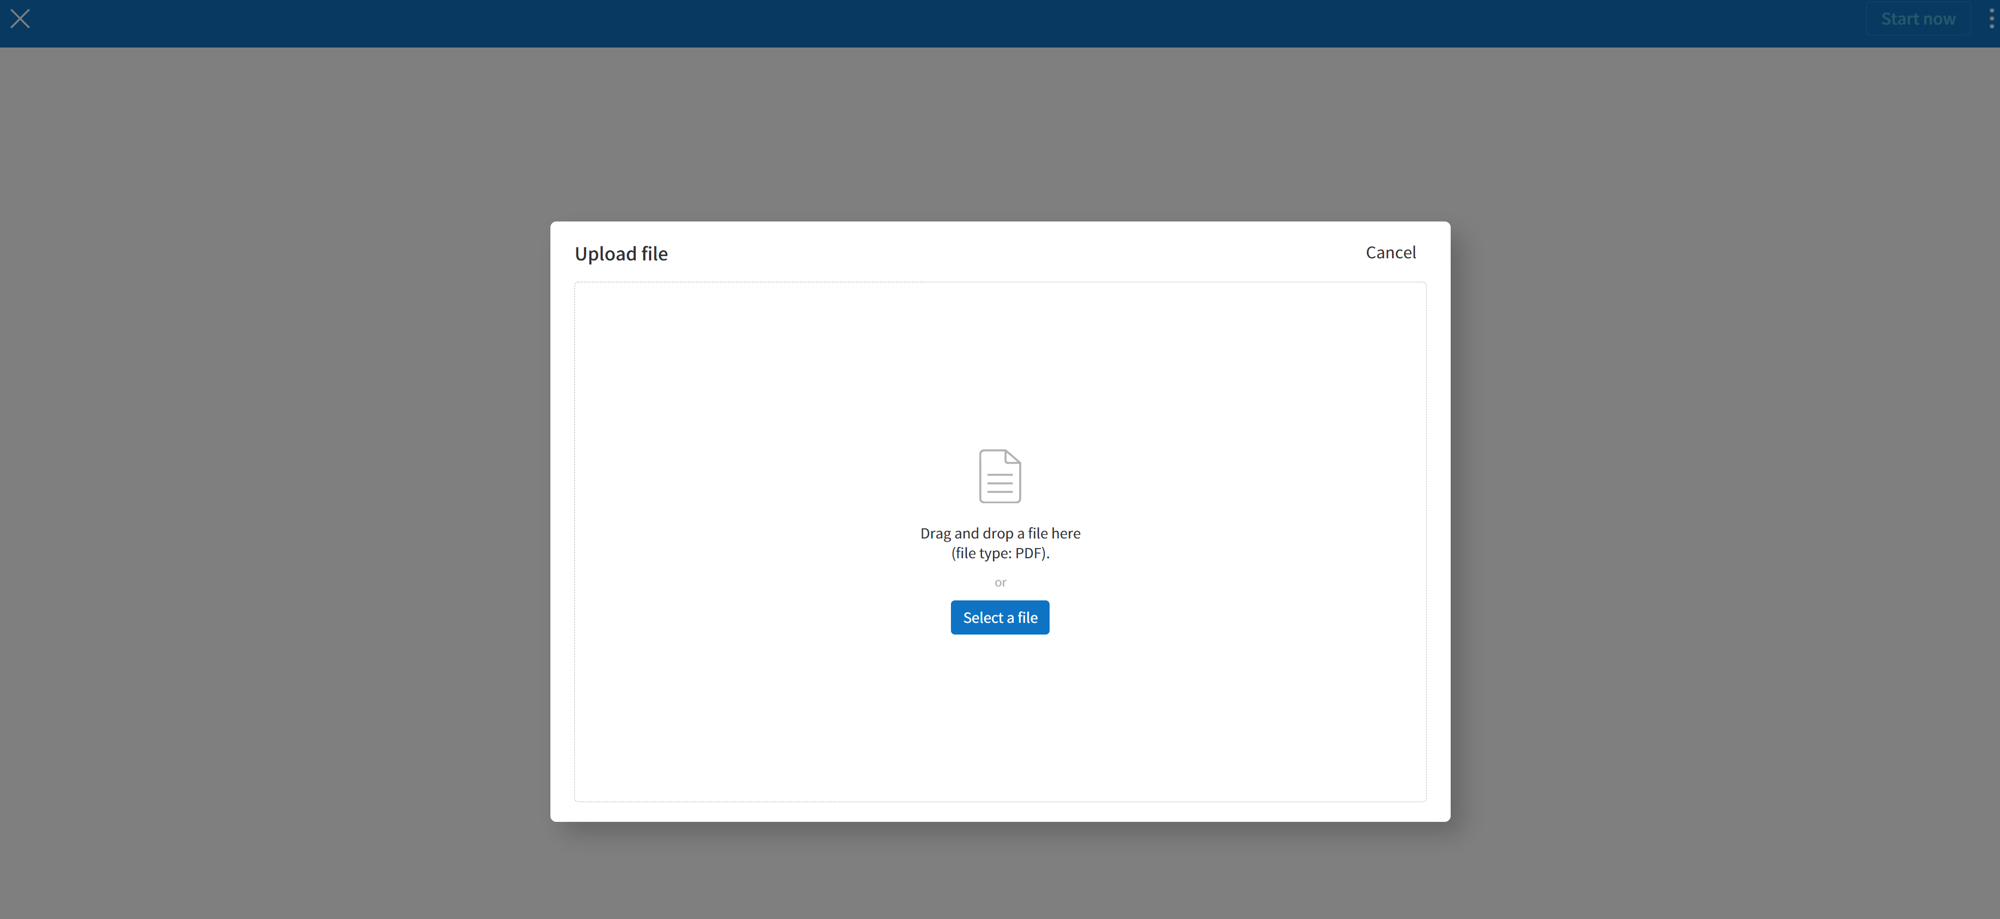 Start now
Upload file
Cancel
Drag and drop a file here
(file type: PDF).
or
Select a file